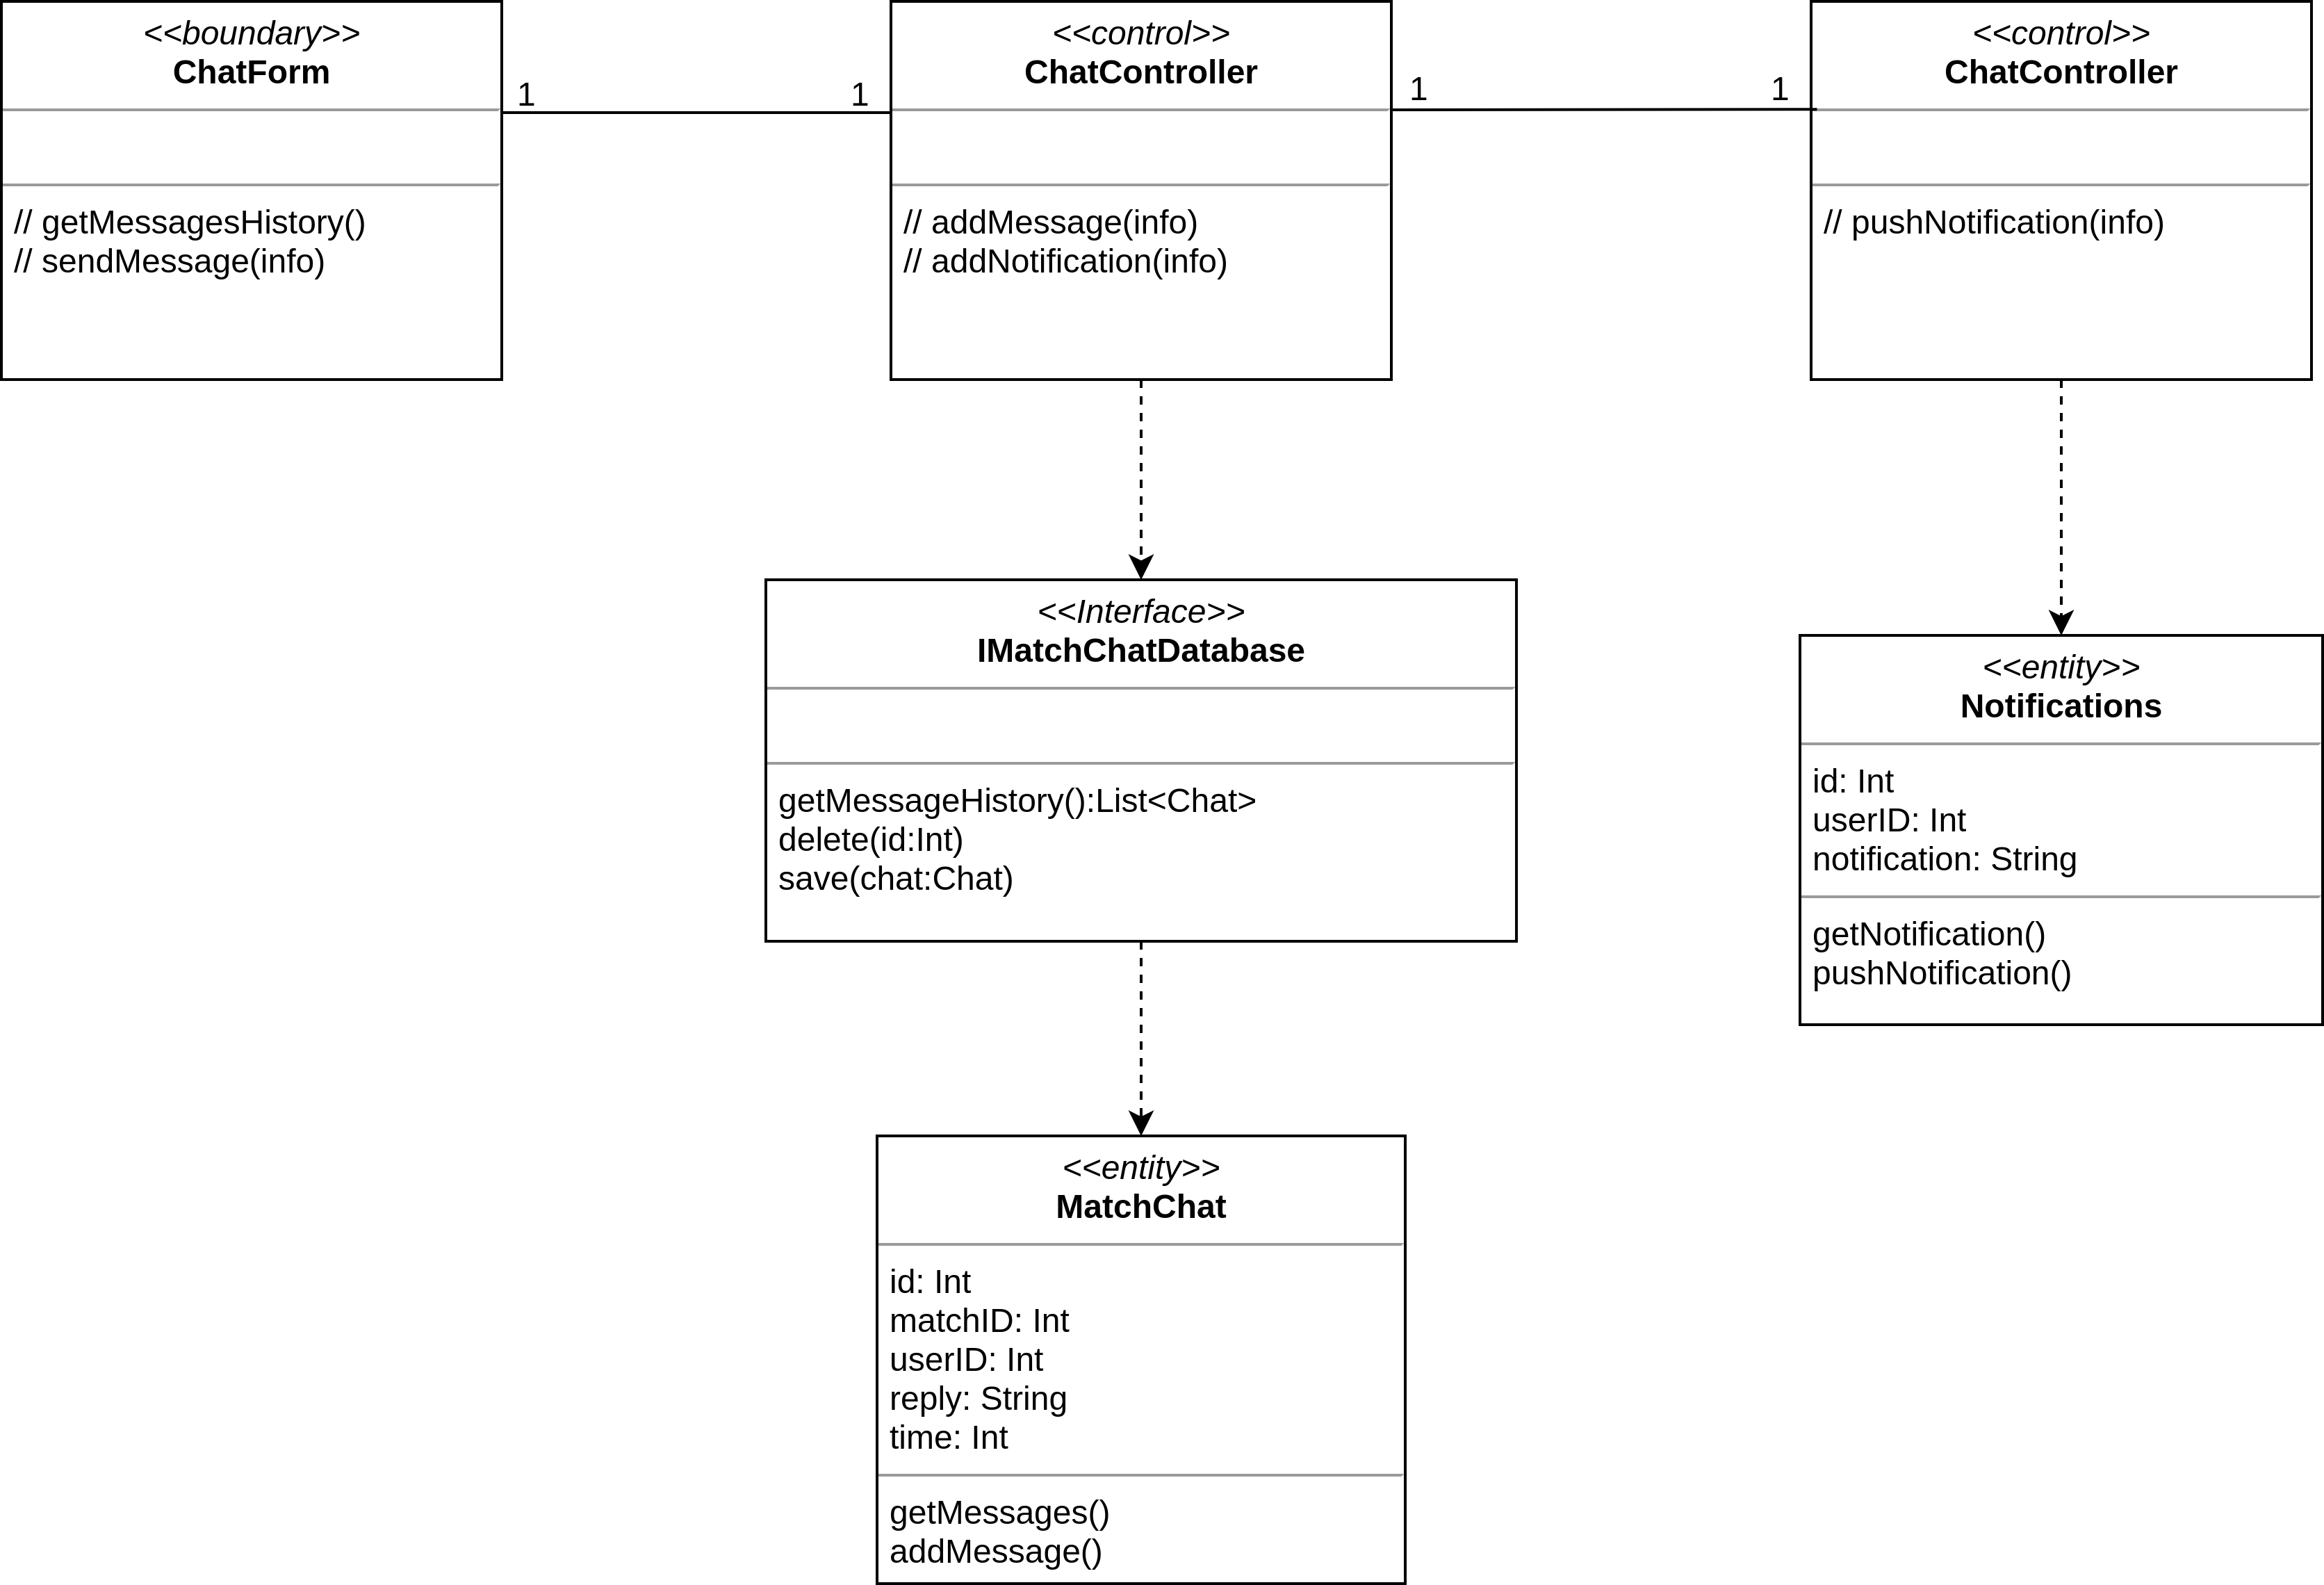 <<boundary>>
ChatForm
// getMessagesHistory()
// sendMessage(info)
1
1
<<control>>
ChatController
// addMessage(info)
// addNotification(info)
1
1
<<control>>
ChatController
// pushNotification(info)
<<Interface>>
IMatchChatDatabase
getMessageHistory():List<Chat>
delete(id:Int)
save(chat:Chat)
<<entity>>
Notifications
id: Int
userID: Int
notification: String
getNotification()
pushNotification()
<<entity>>
MatchChat
id: Int
matchID: Int
userID: Int
reply: String
time: Int
getMessages()
addMessage()